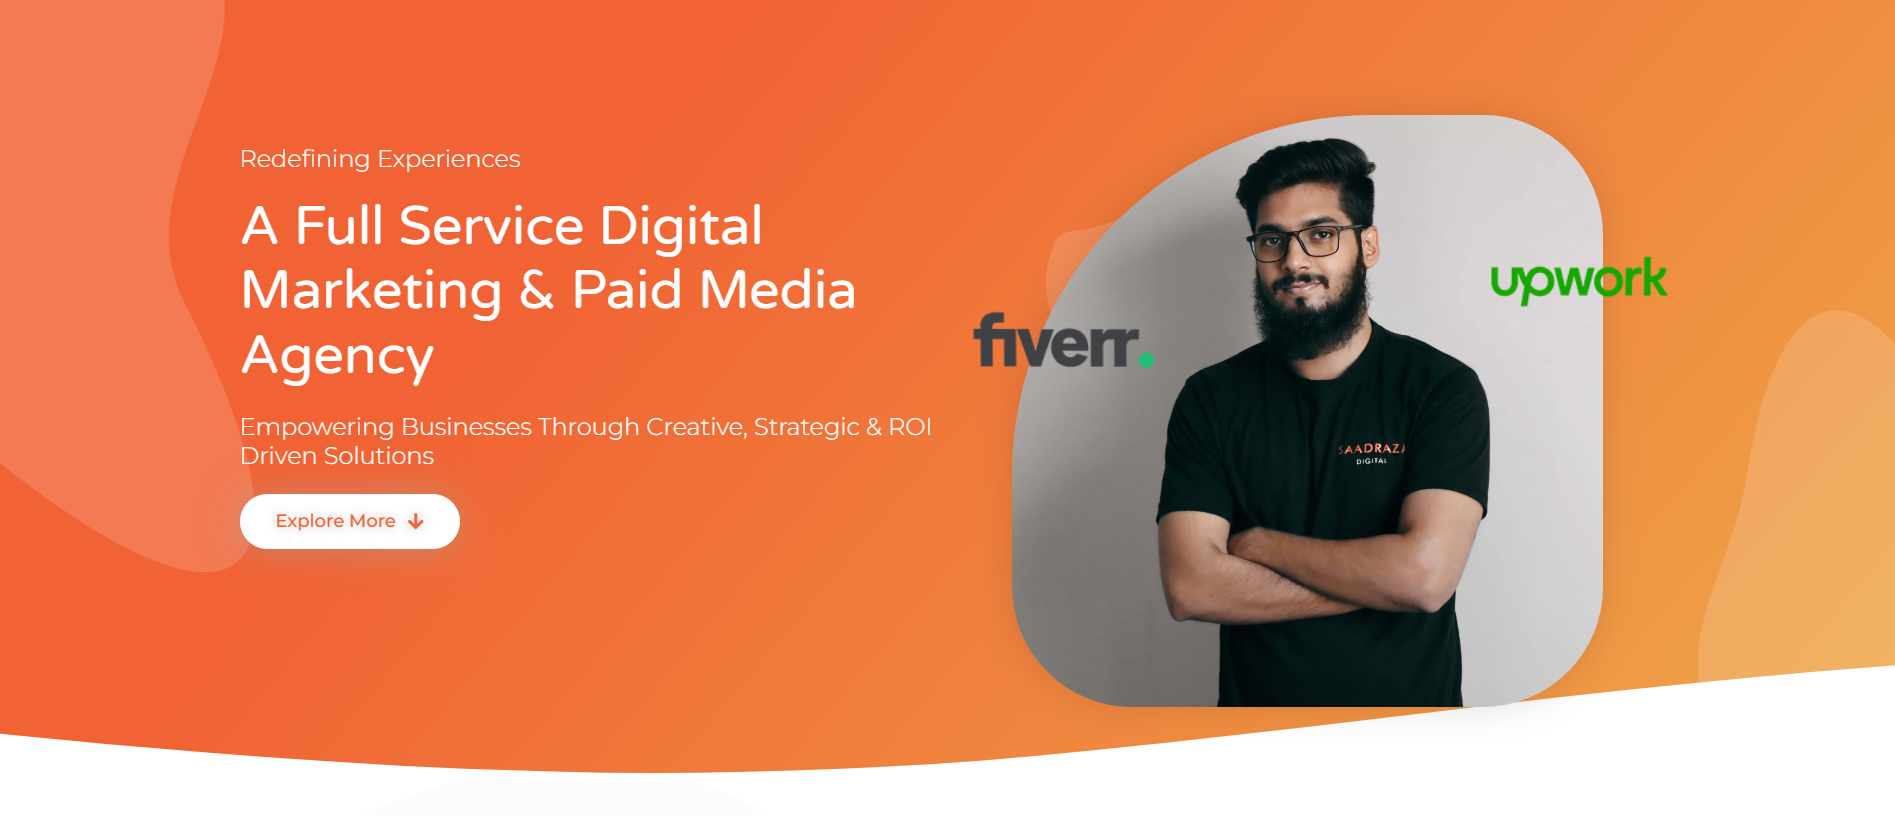 Redefining Experiences
A Full Service Digital
Marketing & Paid Media
Agency
Empowering Businesses Through Creative, Strategic & ROI
Driven Solutions
Explore More
fiverr.
upwork
SAADRAZA
DIGITAL